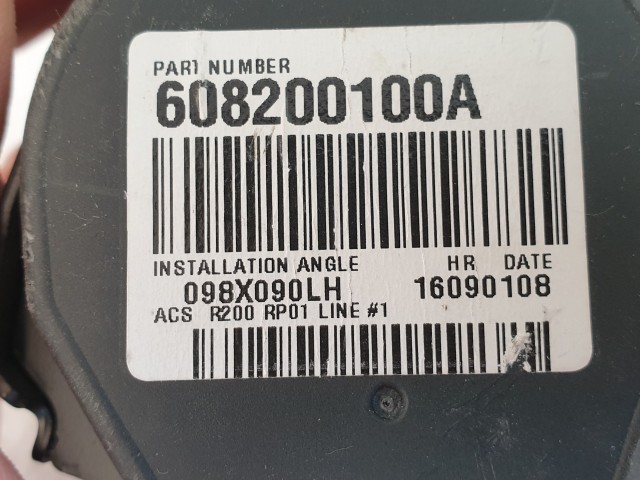 PART NUMBER
608200100A
INSTALLATION ANGLE HR DATE
098X090LH 16090108
ACS R200 RP01 LINE #1